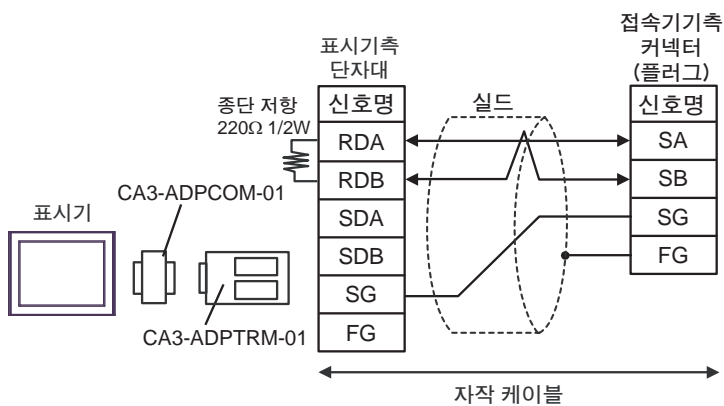 표시기측
단자대
접속기기측
커넥터
(플러그)
종단 저항
220Ω 1/2W
신호명
실드
신호명
RDA
SA
RDB
SB
CA3-ADPCOM-01
표시기
SDA
SG
SDB
FG
SG
CA3-ADPTRM-01
FG
자작 케이블